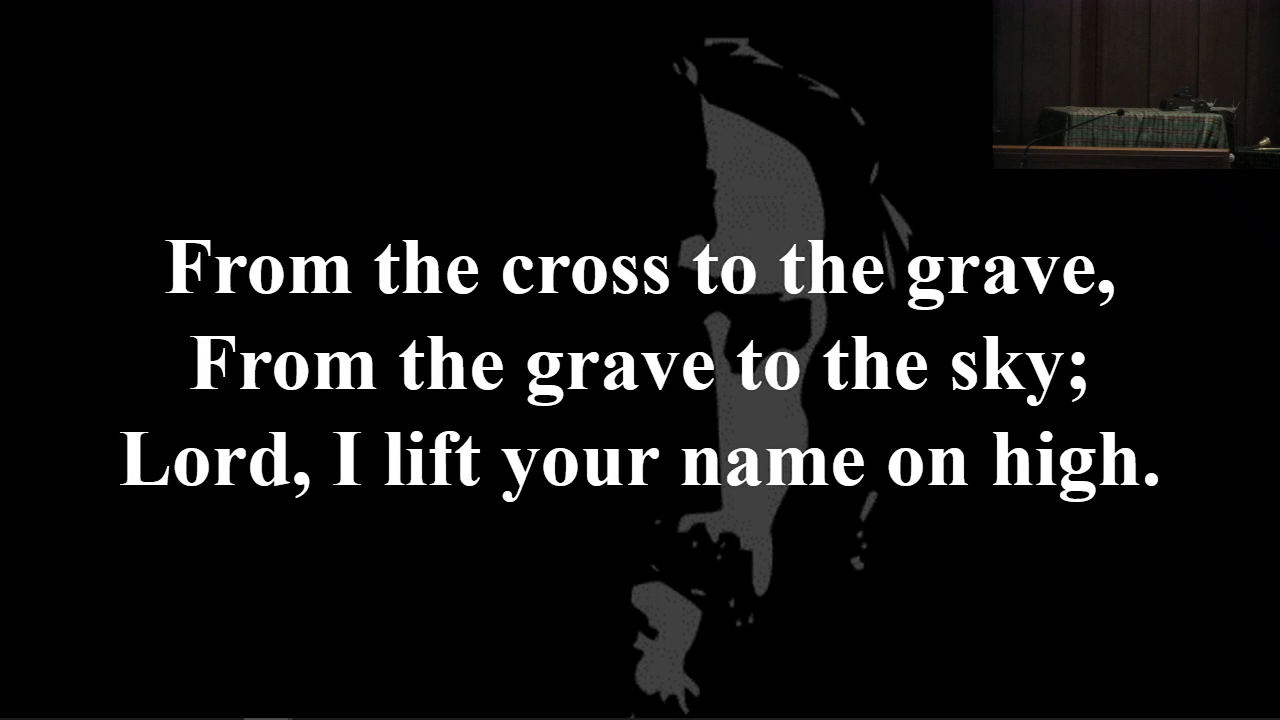 From the cross to the grave,
From the grave to the sky;
Lord, I lift your name on high.